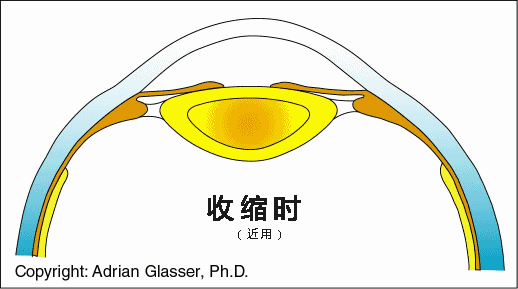 收缩时
(近用)
Copyright: Adrian Glasser, Ph.D.